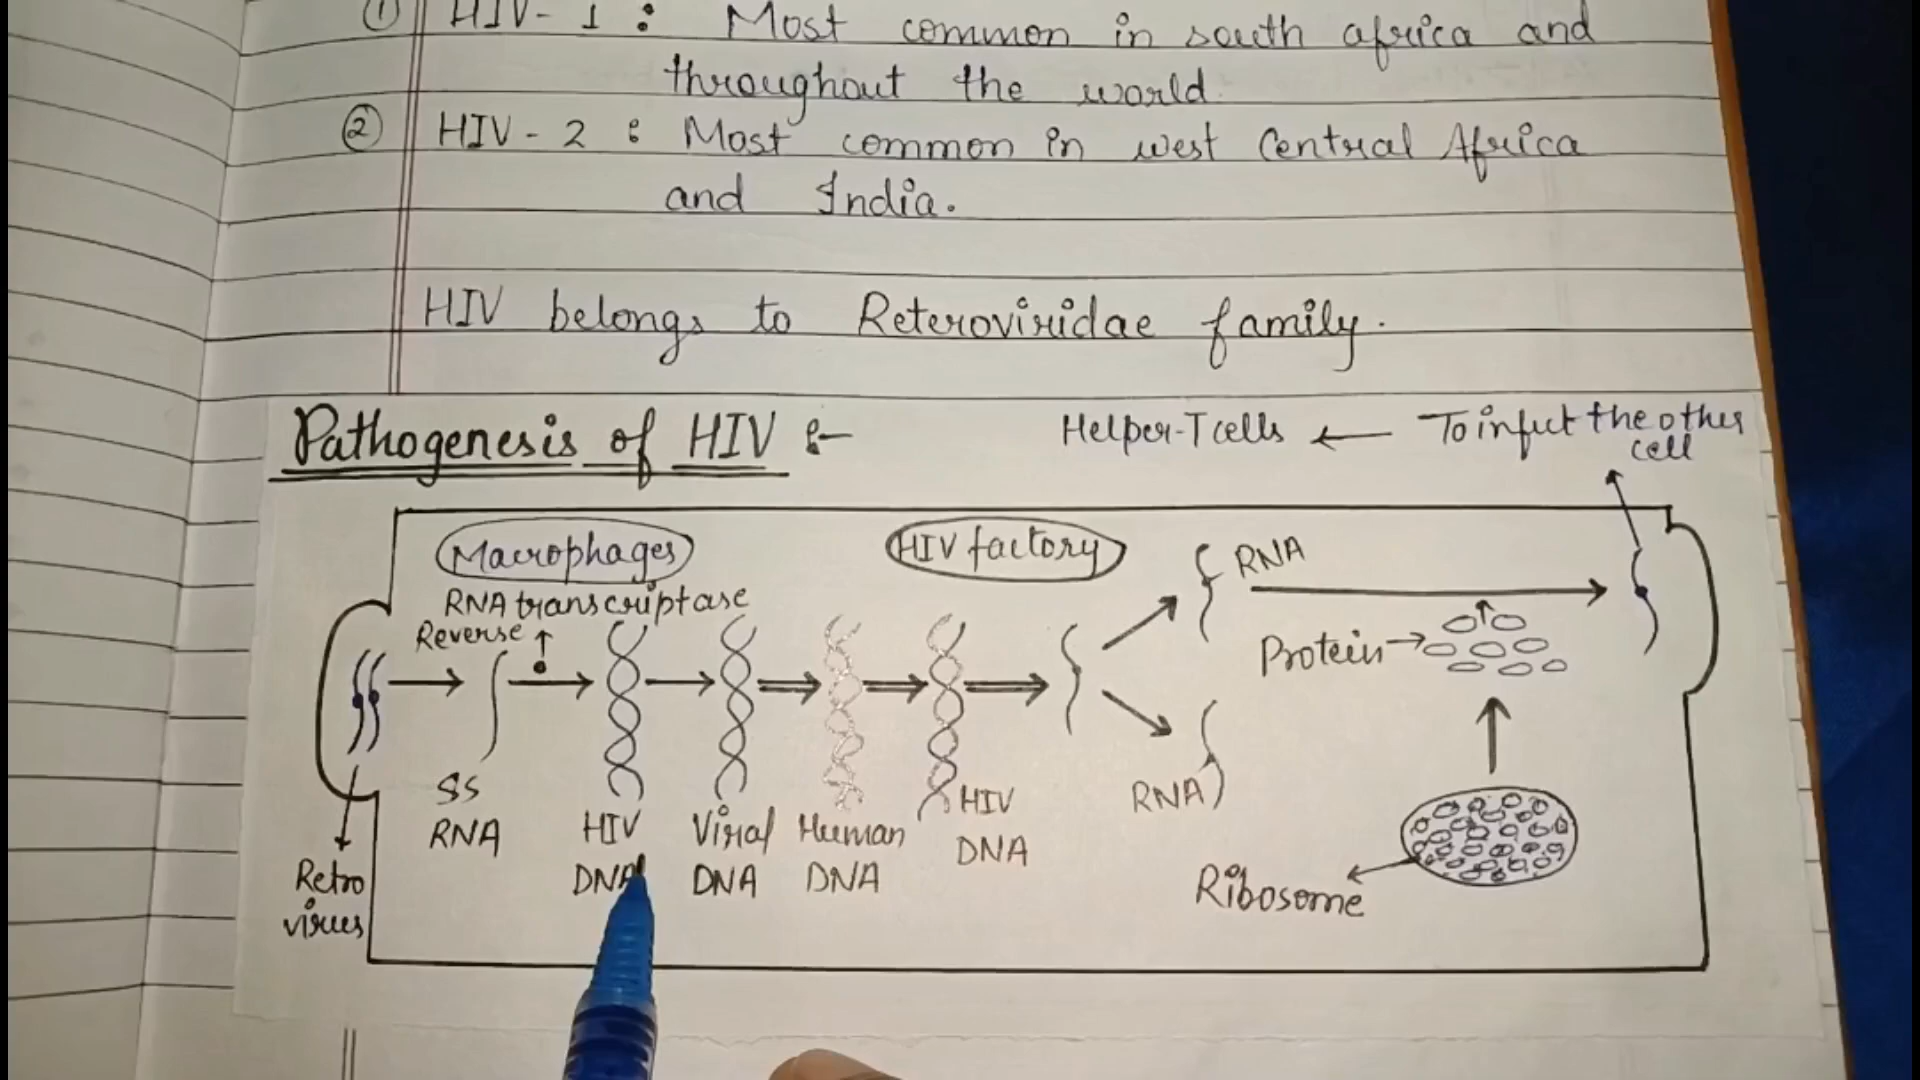 ① HIV - 1 : Most common in south africa and
throughout the world
② HIV - 2 : Most common in west Central Africa
and India.
HIV belongs to Reteroviridae family.
Pathogenesis of HIV :-
Helper-T cells ← To infect the other
cell
Macrophages
HIV factory
RNA transcriptase
Reverse
RNA
Protein
SS
RNA
HIV
DNA
Viral
DNA
Human
DNA
HIV
DNA
RNA
Retro
virus
Ribosome